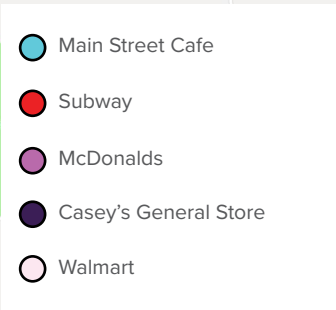 Main Street Cafe
Subway
McDonalds
Casey’s General Store
Walmart